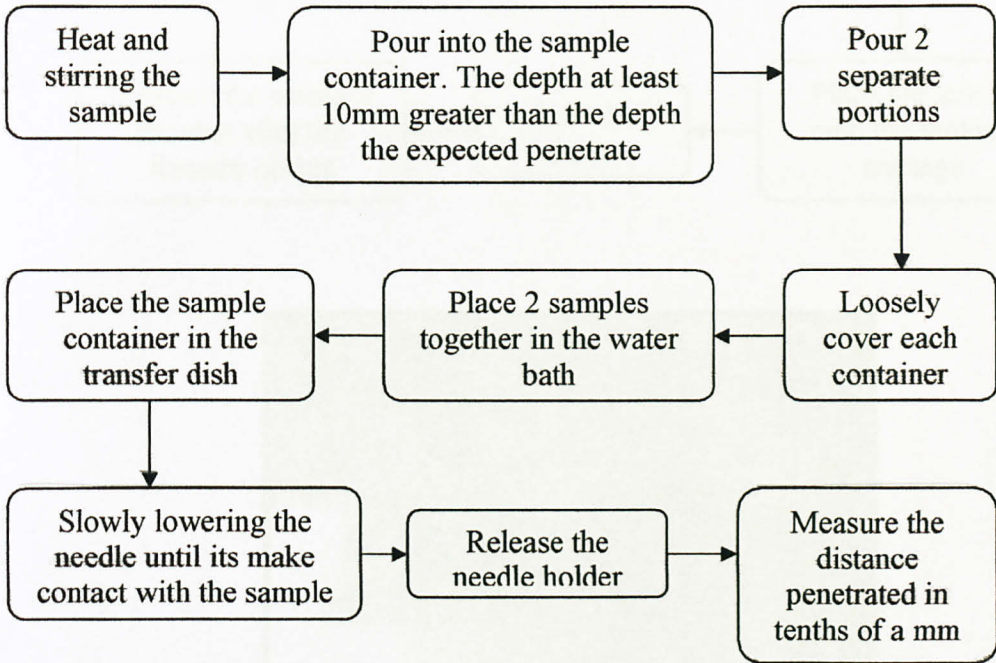 Heat and
stirring the
sample
Pour into the sample
container. The depth at least
10mm greater than the depth
the expected penetrate
Pour 2
separate
portions
Loosely
cover each
container
Place 2 samples
together in the water
bath
Place the sample
container in the
transfer dish
Slowly lowering the
needle until its make
contact with the sample
Release the
needle holder
Measure the
distance
penetrated in
tenths of a mm